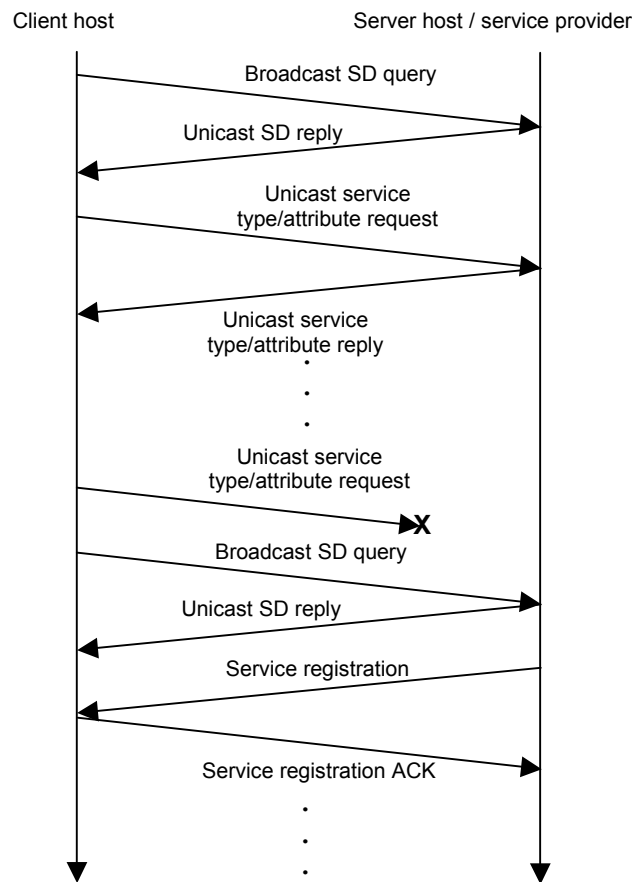 Client host
Server host / service provider
Broadcast SD query
Unicast SD reply
Unicast service
type/attribute request
Unicast service
type/attribute reply
.
.
.
Unicast service
type/attribute request
X
Broadcast SD query
Unicast SD reply
Service registration
Service registration ACK
.
.
.